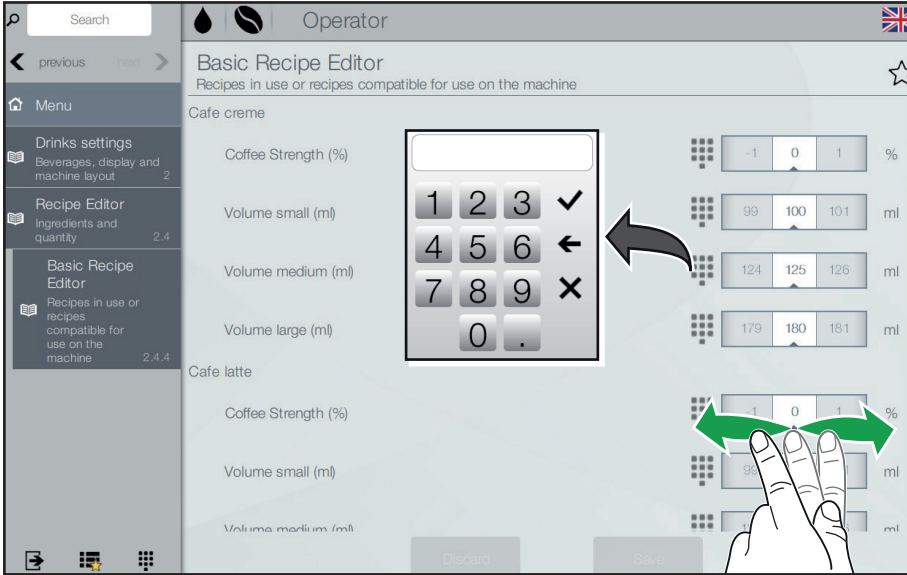 Search
Operator
previous
next
Basic Recipe Editor
Recipes in use or recipes compatible for use on the machine
Menu
Drinks settings
Beverages, display and
machine layout 2
Recipe Editor
Ingredients and
quantity 2.4
Basic Recipe
Editor
Recipes in use or
recipes
compatible for
use on the
machine 2.4.4
Cafe creme
Coffee Strength (%)
-1 0 1 %
Volume small (ml)
99 100 101 ml
Volume medium (ml)
124 125 126 ml
Volume large (ml)
179 180 181 ml
1 2 3
4 5 6
7 8 9
0 .
Cafe latte
Coffee Strength (%)
-1 0 1 %
Volume small (ml)
ml
Volume medium (ml)
ml
Discard
Save